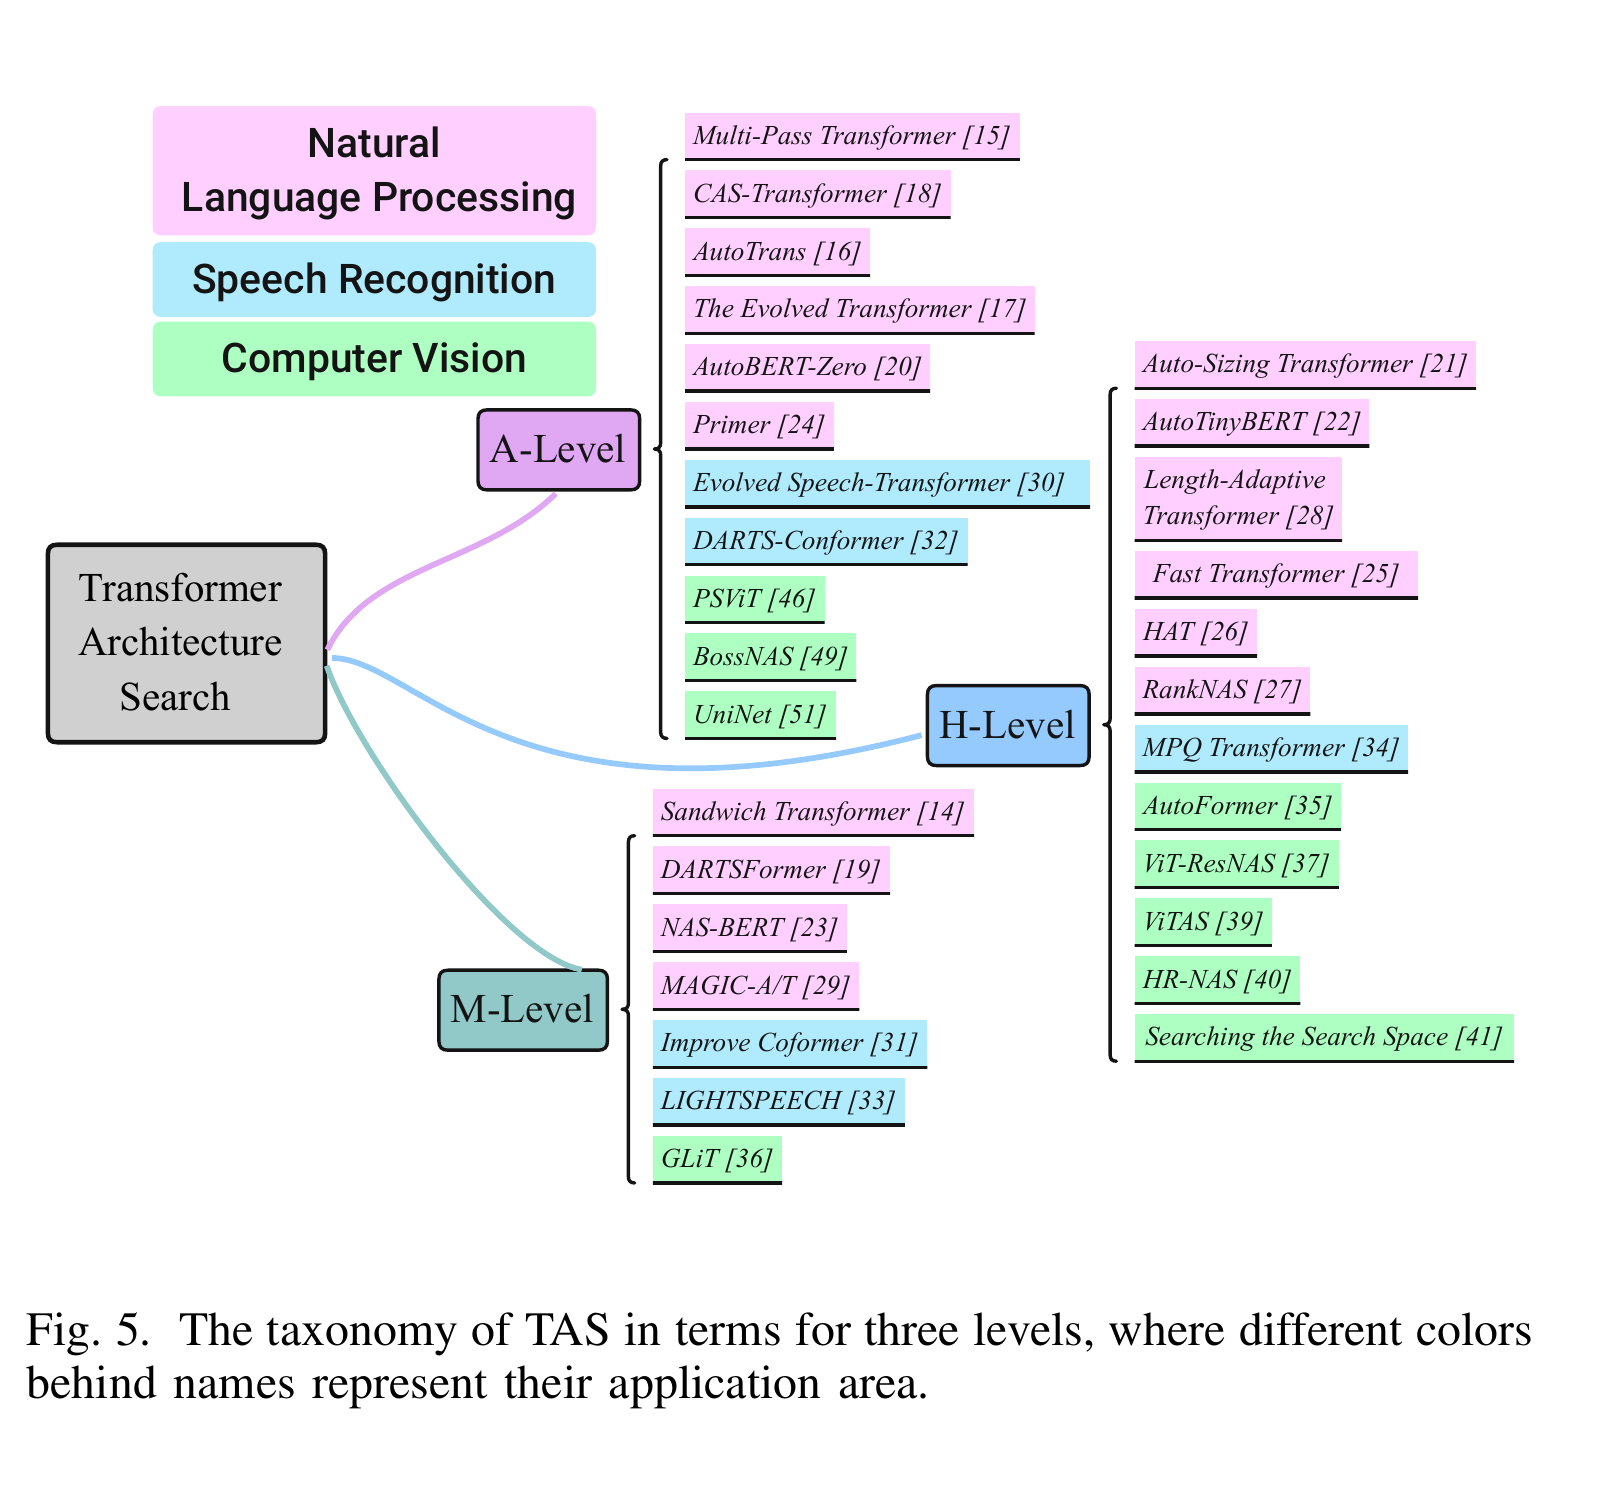 Natural
Language Processing
Speech Recognition
Computer Vision
Transformer
Architecture
Search
A-Level
Multi-Pass Transformer [15]
CAS-Transformer [18]
AutoTrans [16]
The Evolved Transformer [17]
AutoBERT-Zero [20]
Primer [24]
Evolved Speech-Transformer [30]
DARTS-Conformer [32]
PSViT [46]
BossNAS [49]
UniNet [51]
H-Level
Auto-Sizing Transformer [21]
AutoTinyBERT [22]
Length-Adaptive
Transformer [28]
Fast Transformer [25]
HAT [26]
RankNAS [27]
MPQ Transformer [34]
AutoFormer [35]
ViT-ResNAS [37]
ViTAS [39]
HR-NAS [40]
Searching the Search Space [41]
M-Level
Sandwich Transformer [14]
DARTSFormer [19]
NAS-BERT [23]
MAGIC-A/T [29]
Improve Coformer [31]
LIGHTSPEECH [33]
GLiT [36]
Fig. 5. The taxonomy of TAS in terms for three levels, where different colors
behind names represent their application area.